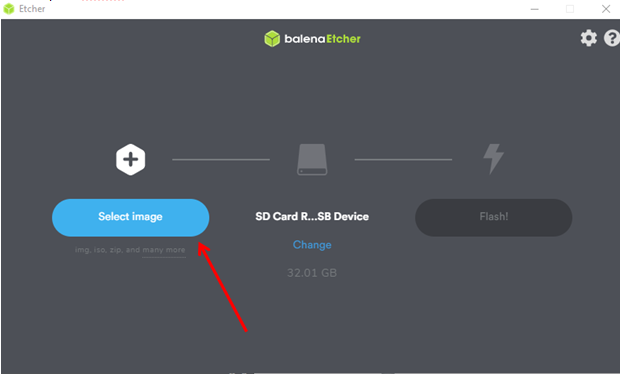 Etcher
balenaEtcher
Select image
SD Card R...SB Device
Flash!
img, iso, zip, and many more
Change
32.01 GB